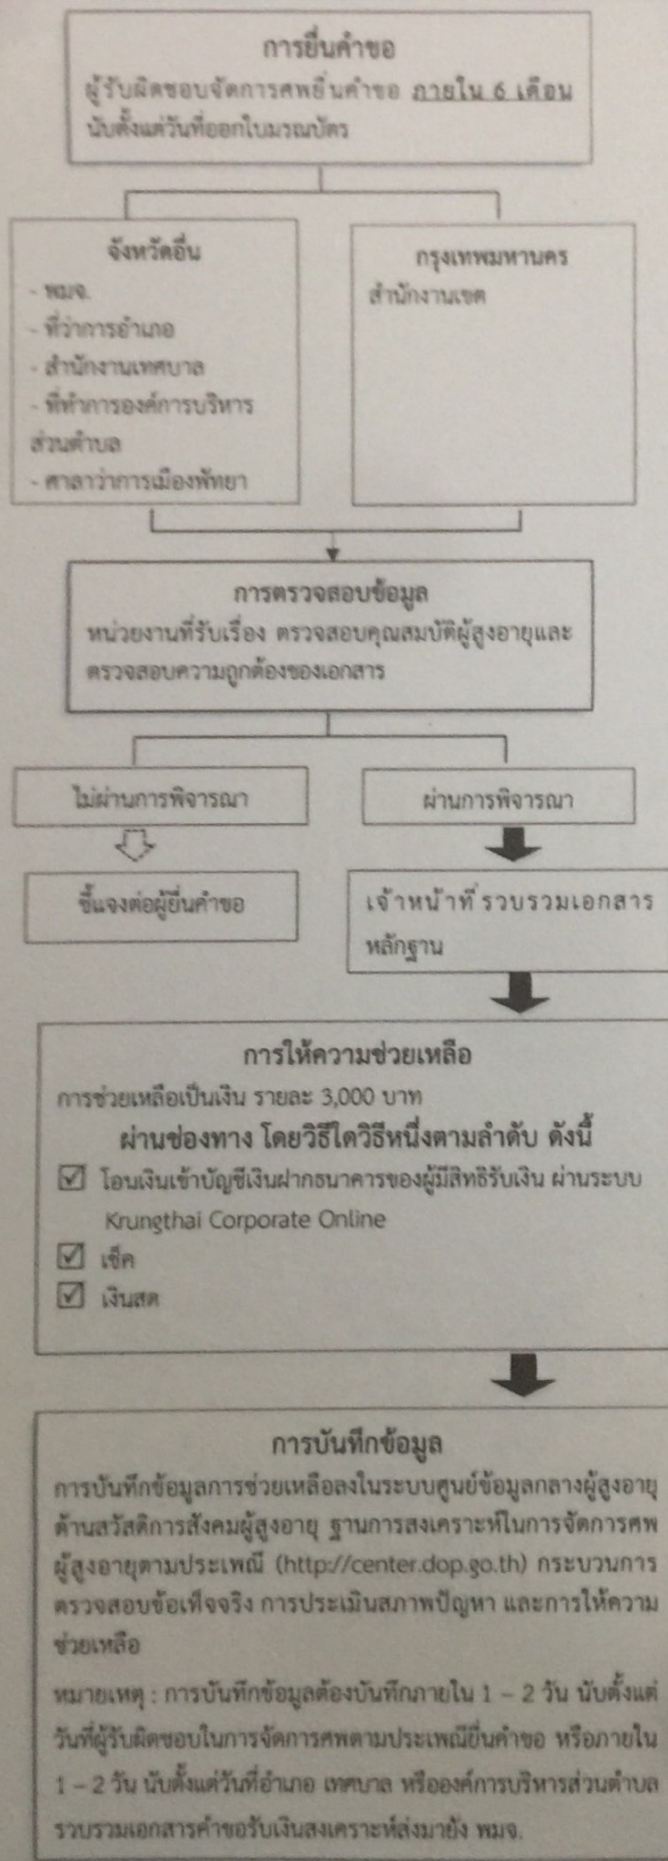 การยื่นคำขอ
ผู้รับผิดชอบจัดการศพยื่นคำขอ ภายใน 6 เดือน
นับตั้งแต่วันที่ออกใบมรณบัตร
จังหวัดอื่น
- พมจ.
- ที่ว่าการอำเภอ
- สำนักงานเทศบาล
- ที่ทำการองค์การบริหาร
ส่วนตำบล
- ศาลาว่าการเมืองพัทยา
กรุงเทพมหานคร
สำนักงานเขต
การตรวจสอบข้อมูล
หน่วยงานที่รับเรื่อง ตรวจสอบคุณสมบัติผู้สูงอายุและ
ตรวจสอบความถูกต้องของเอกสาร
ไม่ผ่านการพิจารณา
ผ่านการพิจารณา
ชี้แจงต่อผู้ยื่นคำขอ
เจ้าหน้าที่รวบรวมเอกสาร
หลักฐาน
การให้ความช่วยเหลือ
การช่วยเหลือเป็นเงิน รายละ 3,000 บาท
ผ่านช่องทาง โดยวิธีใดวิธีหนึ่งตามลำดับ ดังนี้
☑ โอนเงินเข้าบัญชีเงินฝากธนาคารของผู้มีสิทธิรับเงิน ผ่านระบบ
Krungthai Corporate Online
☑ เช็ค
☑ เงินสด
การบันทึกข้อมูล
การบันทึกข้อมูลการช่วยเหลือลงในระบบศูนย์ข้อมูลกลางผู้สูงอายุ
ด้านสวัสดิการสังคมผู้สูงอายุ ฐานการสงเคราะห์ในการจัดการศพ
ผู้สูงอายุตามประเพณี (http://center.dop.go.th) กระบวนการ
ตรวจสอบข้อเท็จจริง การประเมินสภาพปัญหา และการให้ความ
ช่วยเหลือ
หมายเหตุ : การบันทึกข้อมูลต้องบันทึกภายใน 1 – 2 วัน นับตั้งแต่
วันที่ผู้รับผิดชอบในการจัดการศพตามประเพณียื่นคำขอ หรือภายใน
1 – 2 วัน นับตั้งแต่วันที่อำเภอ เทศบาล หรือองค์การบริหารส่วนตำบล
รวบรวมเอกสารคำขอรับเงินสงเคราะห์ส่งมายัง พมจ.